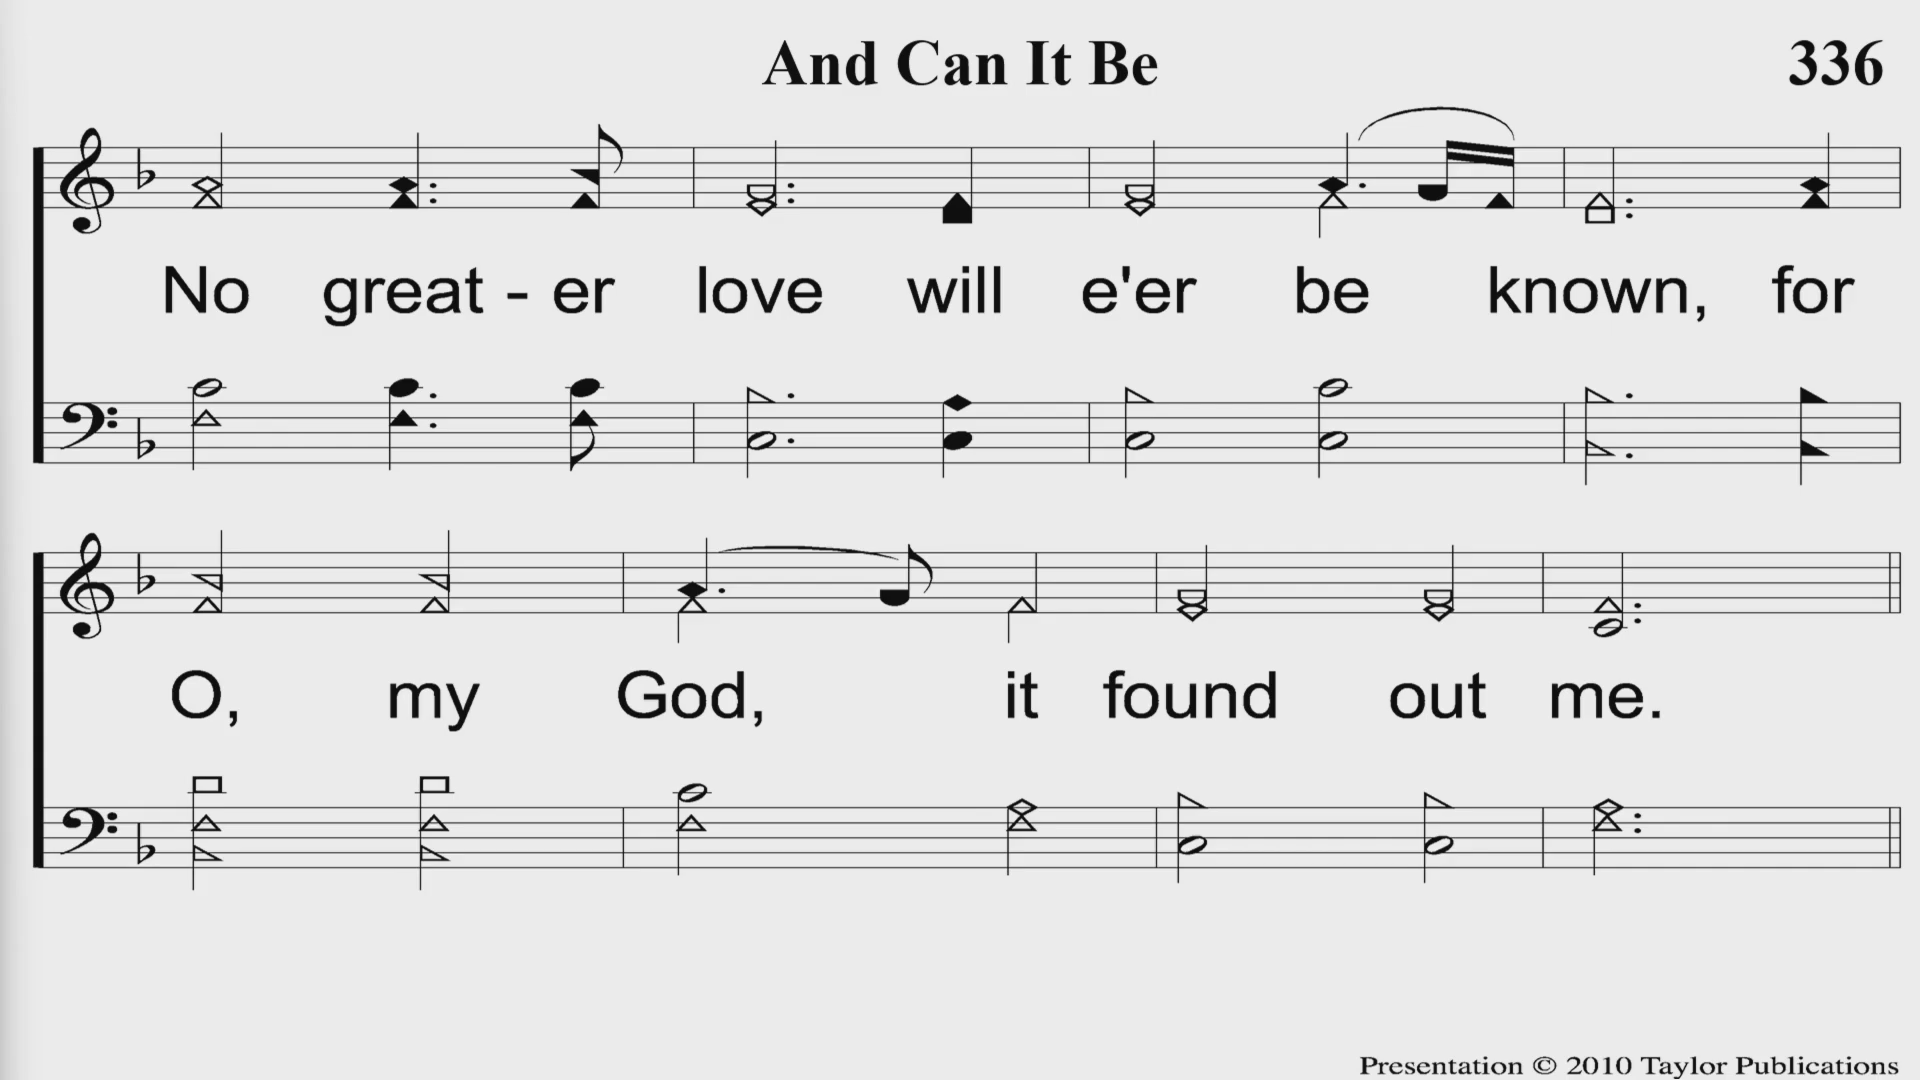 And Can It Be
336
No great - er love will e'er be known, for
O, my God, it found out me.
Presentation © 2010 Taylor Publications